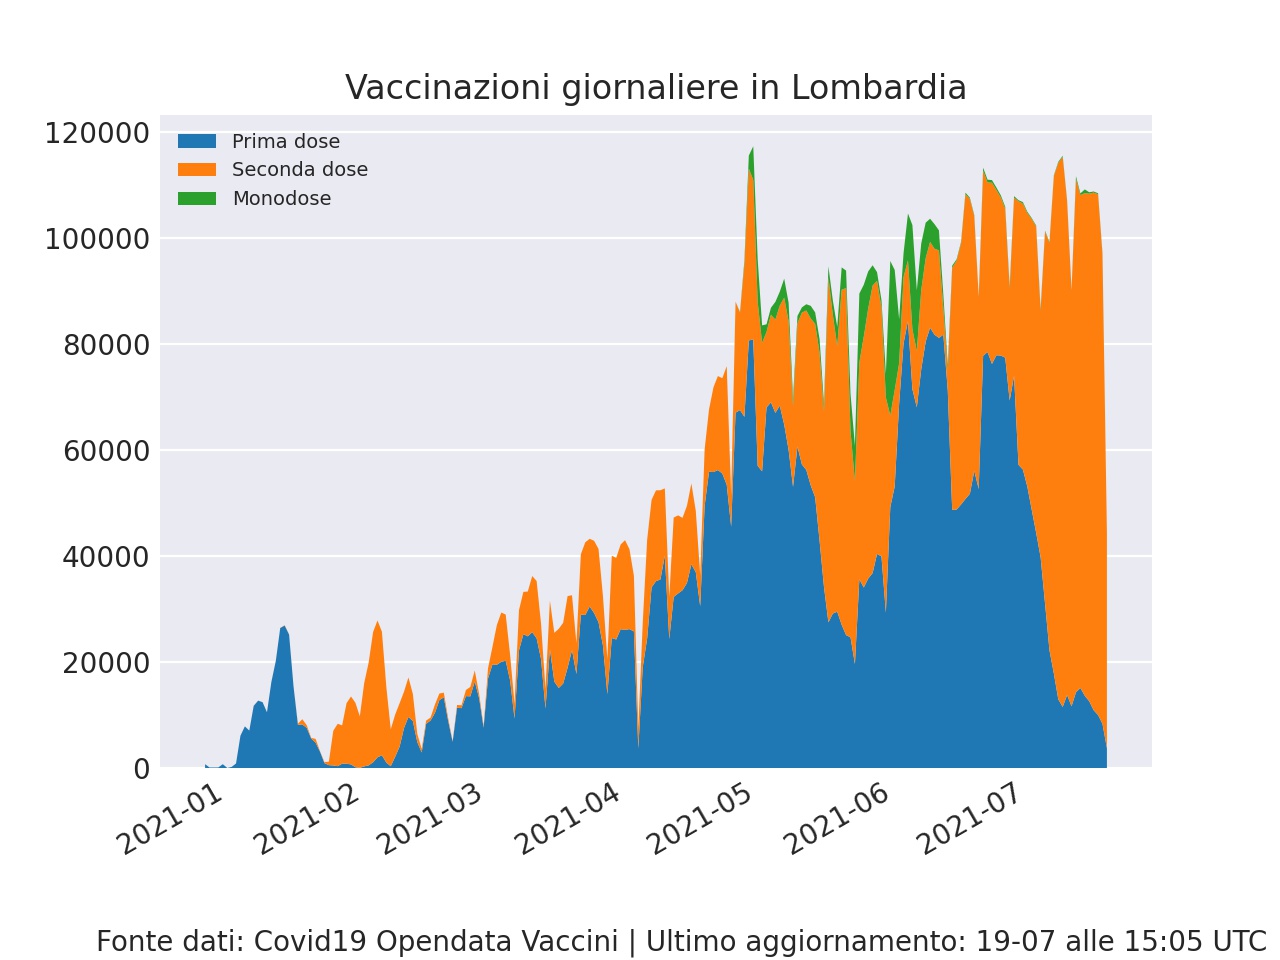 Vaccinazioni giornaliere in Lombardia
120000
100000
80000
60000
40000
20000
0
Prima dose
Seconda dose
Monodose
2021-01
2021-02
2021-03
2021-04
2021-05
2021-06
2021-07
Fonte dati: Covid19 Opendata Vaccini | Ultimo aggiornamento: 19-07 alle 15:05 UTC